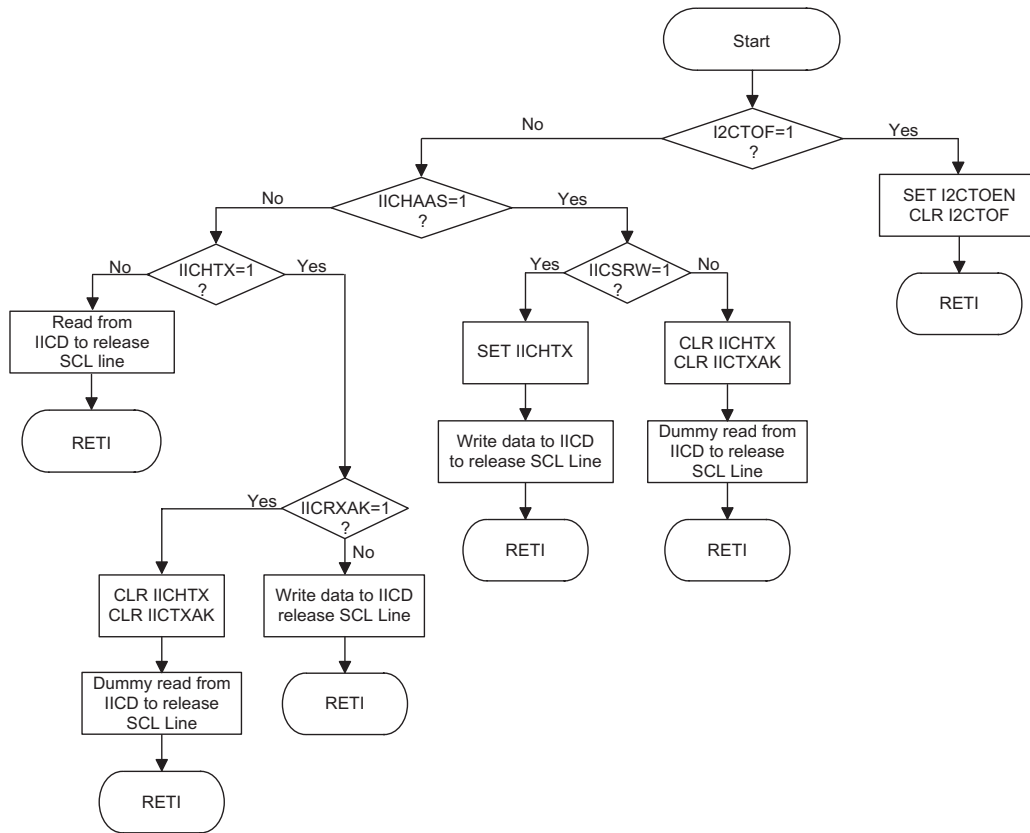 Start
I2CTOF=1
?
No
Yes
SET I2CTOEN
CLR I2CTOF
RETI
IICHAAS=1
?
No
Yes
IICHTX=1
?
No
Yes
IICSRW=1
?
Yes
No
Read from
IICD to release
SCL line
RETI
SET IICHTX
CLR IICHTX
CLR IICTXAK
Write data to IICD
to release SCL Line
Dummy read from
IICD to release
SCL Line
RETI
RETI
IICRXAK=1
?
Yes
No
CLR IICHTX
CLR IICTXAK
Write data to IICD
release SCL Line
Dummy read from
IICD to release
SCL Line
RETI
RETI